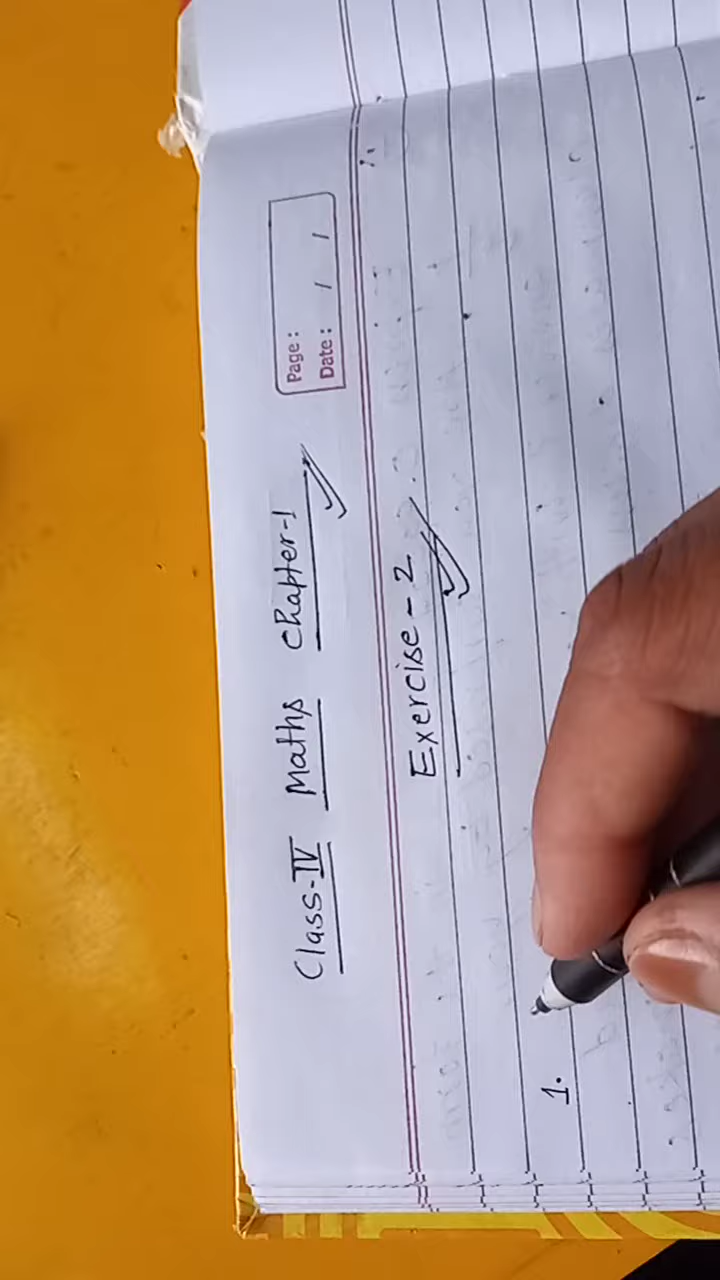 Page :
Date : / /
Class-IV Maths Chapter-1
Exercise - 2
1.